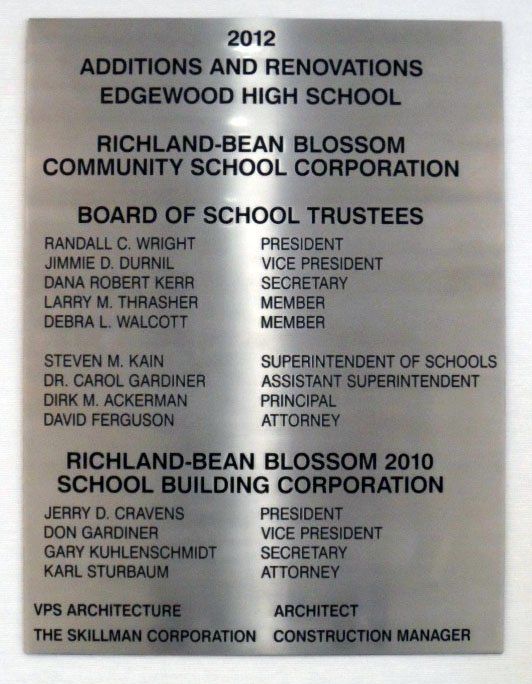 2012
ADDITIONS AND RENOVATIONS
EDGEWOOD HIGH SCHOOL
RICHLAND-BEAN BLOSSOM
COMMUNITY SCHOOL CORPORATION
BOARD OF SCHOOL TRUSTEES
RANDALL C. WRIGHT PRESIDENT
JIMMIE D. DURNIL VICE PRESIDENT
DANA ROBERT KERR SECRETARY
LARRY M. THRASHER MEMBER
DEBRA L. WALCOTT MEMBER
STEVEN M. KAIN SUPERINTENDENT OF SCHOOLS
DR. CAROL GARDINER ASSISTANT SUPERINTENDENT
DIRK M. ACKERMAN PRINCIPAL
DAVID FERGUSON ATTORNEY
RICHLAND-BEAN BLOSSOM 2010
SCHOOL BUILDING CORPORATION
JERRY D. CRAVENS PRESIDENT
DON GARDINER VICE PRESIDENT
GARY KUHLENSCHMIDT SECRETARY
KARL STURBAUM ATTORNEY
VPS ARCHITECTURE ARCHITECT
THE SKILLMAN CORPORATION CONSTRUCTION MANAGER